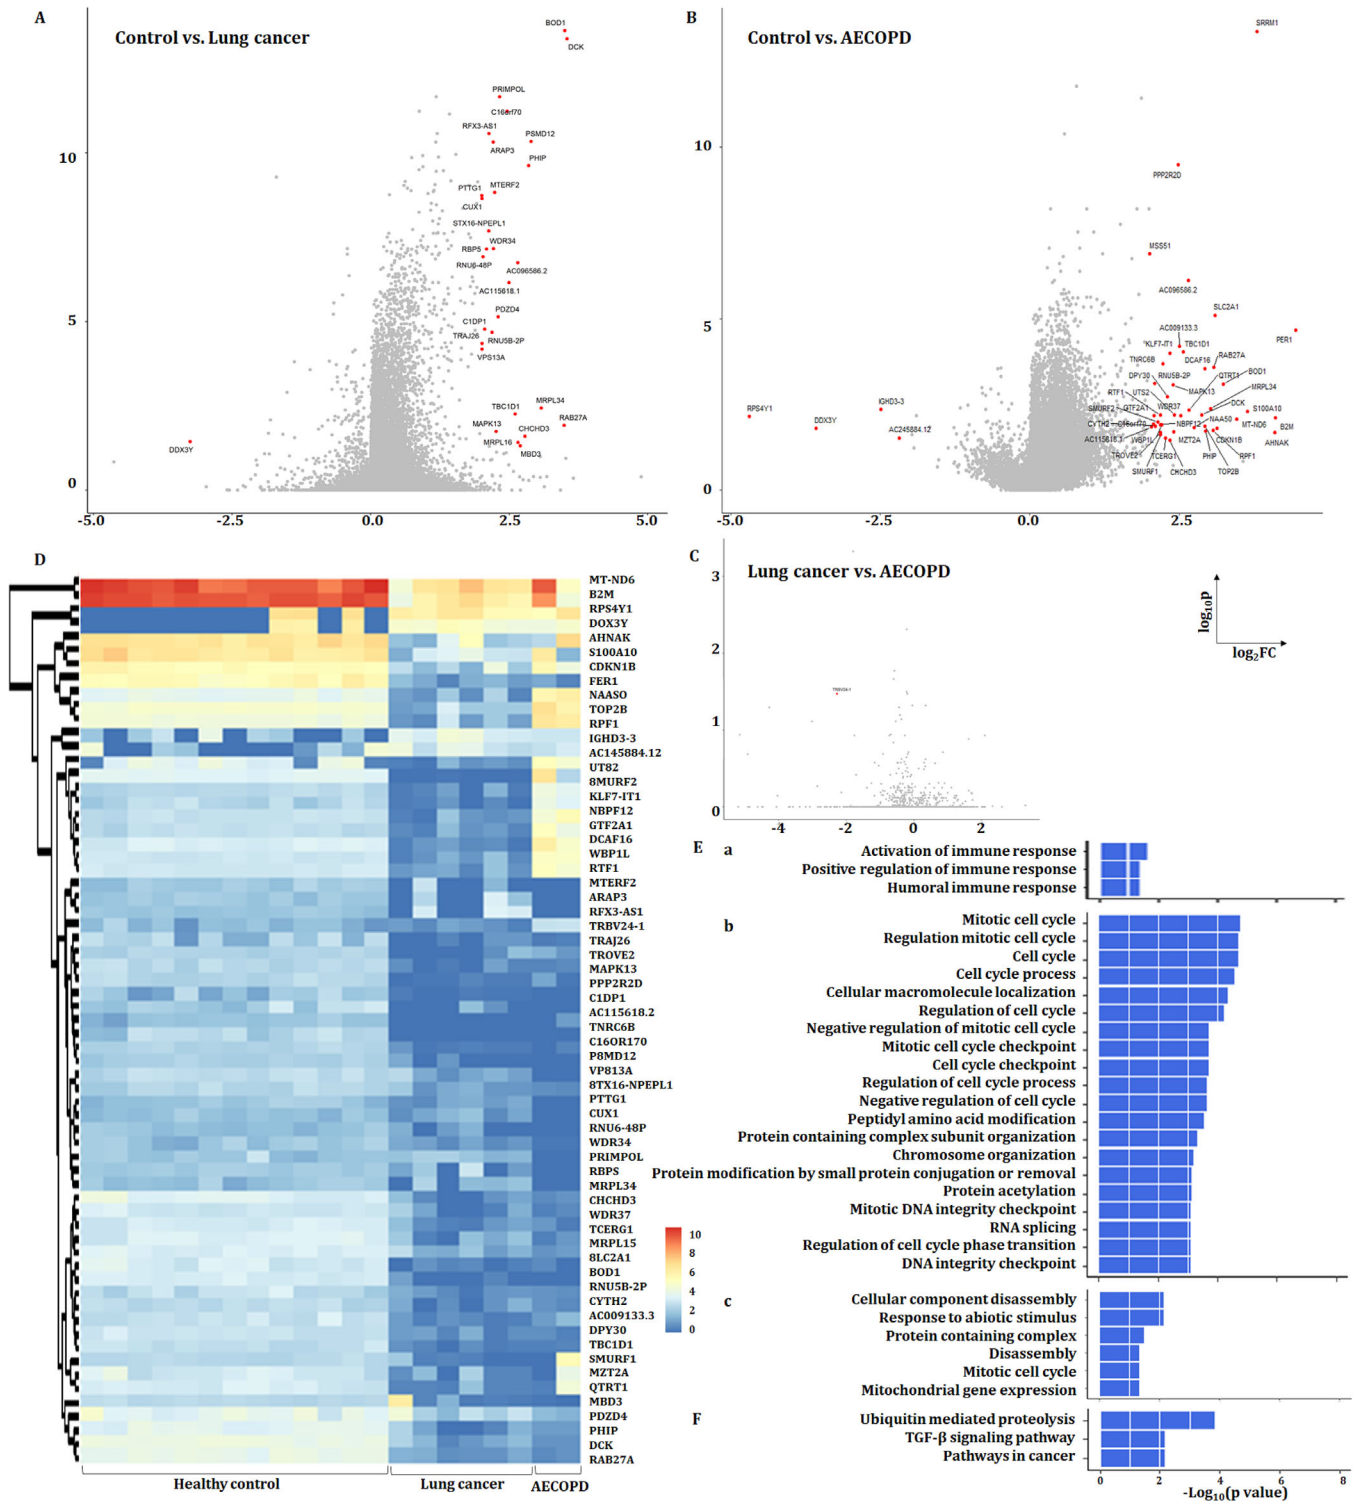 A
Control vs. Lung cancer
BOD1
DCK
PRIMPOL
C16orf70
RFX3-AS1
PSMD12
ARAP3
PHIP
PTTG1
MTERF2
CUX1
STX16-NPEPL1
RBP5
WDR34
RNU6-48P
AC096586.2
AC115618.1
PDZD4
C1DP1
TRAJ26
RNU5B-2P
VPS13A
TBC1D1
MRPL34
RAB27A
MAPK13
CHCHD3
MRPL16
MBD3
DDX3Y
10
5
0
-5.0
-2.5
0.0
2.5
5.0
B
Control vs. AECOPD
SRRM1
PPP2R2D
MSS51
AC096586.2
SLC2A1
PER1
AC009133.3
KLF7-IT1
TBC1D1
TNRC6B
DCAF16
RAB27A
DPY30
RNU5B-2P
QTRT1
BOD1
RTF1
UTS2
MAPK13
MRPL34
SMURF2
GTF2A1
WDR37
DCK
S100A10
CYTH2
C16orf70
NBPF12
NAA50
MT-ND6
B2M
AC115618.1
WBP1L
MZT2A
CDKN1B
AHNAK
TROVE2
TCERG1
PHIP
RPF1
SMURF1
CHCHD3
TOP2B
RPS4Y1
DDX3Y
IGHD3-3
AC244582.12
10
5
0
-5.0
-2.5
0.0
2.5
C
Lung cancer vs. AECOPD
3
2
1
0
-4
-2
0
2
log10p
log2FC
D
MT-ND6
B2M
RPS4Y1
DOX3Y
AHNAK
S100A10
CDKN1B
FER1
NAASO
TOP2B
RPF1
IGHD3-3
AC145884.12
UT82
8MURF2
KLF7-IT1
NBPF12
GTF2A1
DCAF16
WBP1L
RTF1
MTERF2
ARAP3
RFX3-AS1
TRBV24-1
TRAJ26
TROVE2
MAPK13
PPP2R2D
C1DP1
AC115618.2
TNRC6B
C16OR170
P8MD12
VP813A
8TX16-NPEPL1
PTTG1
CUX1
RNU6-48P
WDR34
PRIMPOL
RBPS
MRPL34
CHCHD3
WDR37
TCERG1
MRPL15
8LC2A1
BOD1
RNU5B-2P
CYTH2
AC009133.3
DPY30
TBC1D1
SMURF1
MZT2A
QTRT1
MBD3
PDZD4
PHIP
DCK
RAB27A
10
8
6
4
2
0
Healthy control
Lung cancer
AECOPD
E
a
Activation of immune response
Positive regulation of immune response
Humoral immune response
b
Mitotic cell cycle
Regulation mitotic cell cycle
Cell cycle
Cell cycle process
Cellular macromolecule localization
Regulation of cell cycle
Negative regulation of mitotic cell cycle
Mitotic cell cycle checkpoint
Cell cycle checkpoint
Regulation of cell cycle process
Negative regulation of cell cycle
Peptidyl amino acid modification
Protein containing complex subunit organization
Chromosome organization
Protein modification by small protein conjugation or removal
Protein acetylation
Mitotic DNA integrity checkpoint
RNA splicing
Regulation of cell cycle phase transition
DNA integrity checkpoint
c
Cellular component disassembly
Response to abiotic stimulus
Protein containing complex
Disassembly
Mitotic cell cycle
Mitochondrial gene expression
F
Ubiquitin mediated proteolysis
TGF-β signaling pathway
Pathways in cancer
0
2
4
6
8
-Log10(p value)